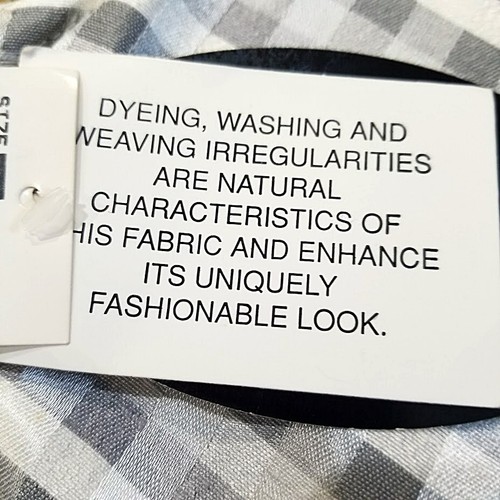 DYEING, WASHING AND
WEAVING IRREGULARITIES
ARE NATURAL
CHARACTERISTICS OF
HIS FABRIC AND ENHANCE
ITS UNIQUELY
FASHIONABLE LOOK.
SIZE